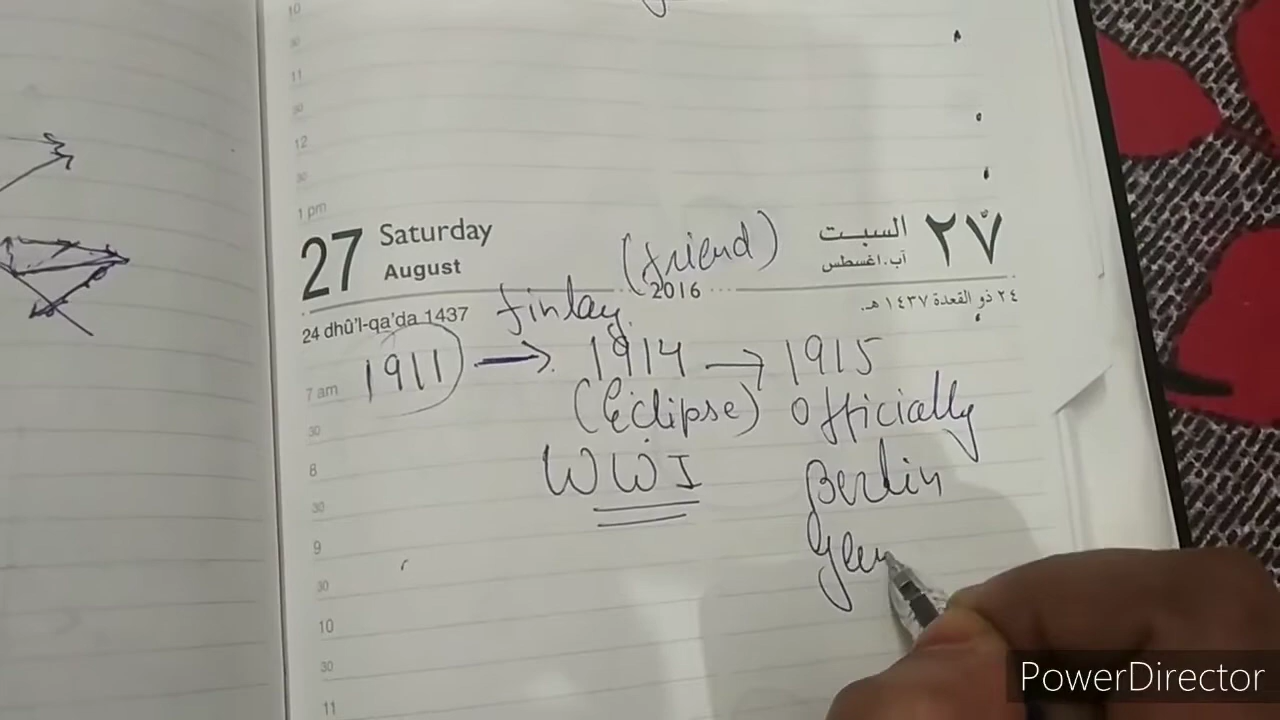 10
30
11
30
12
30
1 pm
27 Saturday السبت ٢٧
August آب.اغسطس
(friend)
2016
24 dhû'l-qa'da 1437 ٢٤ ذو القعدة ١٤٣٧ هـ.
finlay
1911 → 1914 → 1915
7 am
(Eclipse) Officially
30
8 WWI Berlin
30
9
30
10
30
11
PowerDirector